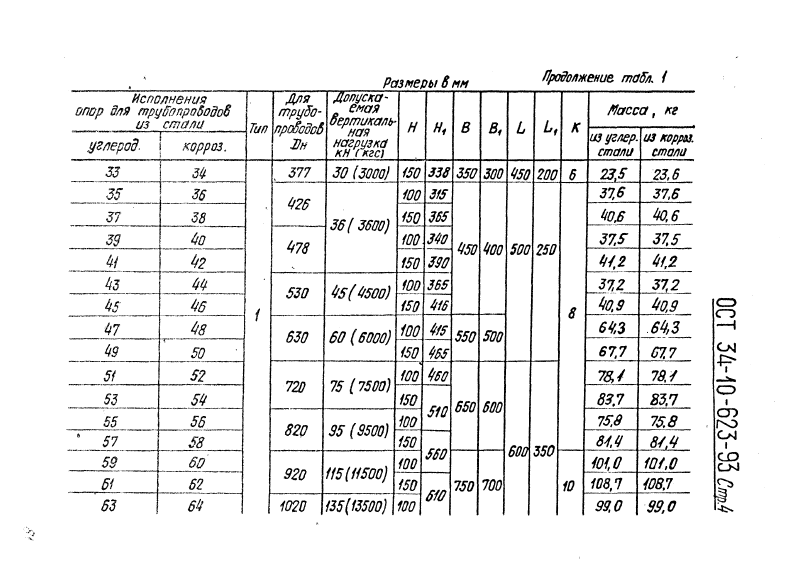 Размеры в мм
Продолжение табл. 1
Исполнения опор для трубопроводов из стали | Тип | Для трубопроводов Dн | Допускаемая вертикальная нагрузка кН (кгс) | H | H₁ | B | B₁ | L | L₁ | K | Масса, кг
углерод. | корроз. | из углер. стали | из корроз. стали
33 | 34 | 1 | 377 | 30 (3000) | 150 | 338 | 350 | 300 | 450 | 200 | 6 | 23,5 | 23,6
35 | 36 | 426 | 36 (3600) | 100 | 315 | 450 | 400 | 500 | 250 | 8 | 37,6 | 37,6
37 | 38 | 150 | 365 | 40,6 | 40,6
39 | 40 | 478 | 100 | 340 | 37,5 | 37,5
41 | 42 | 150 | 390 | 41,2 | 41,2
43 | 44 | 530 | 45 (4500) | 100 | 365 | 37,2 | 37,2
45 | 46 | 150 | 416 | 40,9 | 40,9
47 | 48 | 630 | 60 (6000) | 100 | 415 | 550 | 500 | 64,3 | 64,3
49 | 50 | 150 | 465 | 67,7 | 67,7
51 | 52 | 720 | 75 (7500) | 100 | 460 | 650 | 600 | 600 | 350 | 78,1 | 78,1
53 | 54 | 150 | 510 | 83,7 | 83,7
55 | 56 | 820 | 95 (9500) | 100 | 75,8 | 75,8
57 | 58 | 150 | 560 | 81,4 | 81,4
59 | 60 | 920 | 115 (11500) | 100 | 750 | 700 | 10 | 101,0 | 101,0
61 | 62 | 150 | 610 | 108,7 | 108,7
63 | 64 | 1020 | 135 (13500) | 100 | 99,0 | 99,0
ОСТ 34-10-623-93 Стр. 4